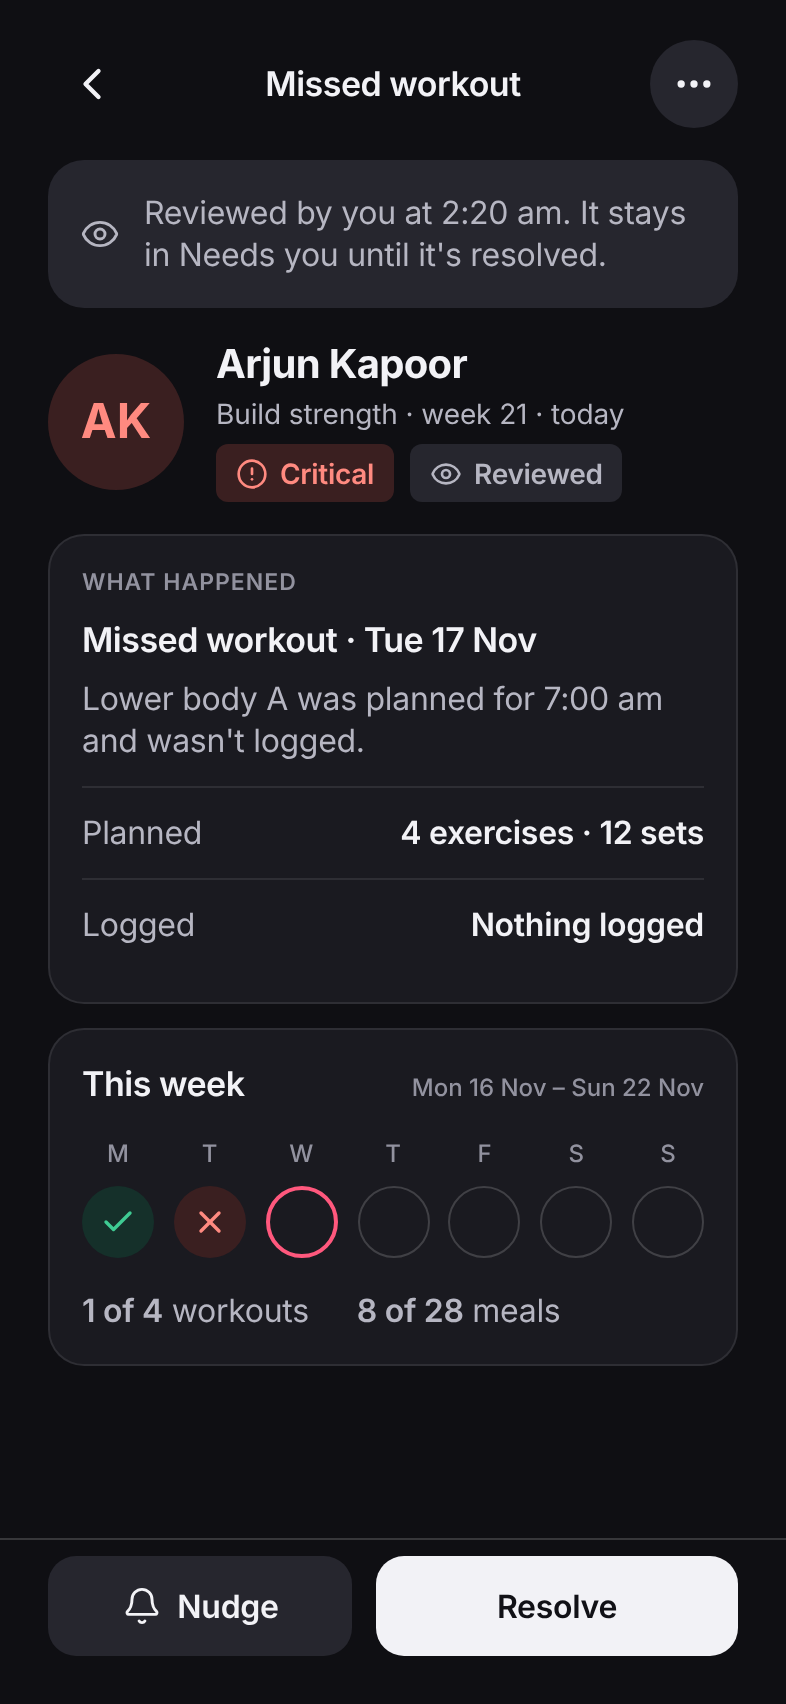 Missed workout
Reviewed by you at 2:20 am. It stays
in Needs you until it's resolved.
AK
Arjun Kapoor
Build strength · week 21 · today
Critical
Reviewed
WHAT HAPPENED
Missed workout · Tue 17 Nov
Lower body A was planned for 7:00 am
and wasn't logged.
Planned 4 exercises · 12 sets
Logged Nothing logged
This week Mon 16 Nov – Sun 22 Nov
M T W T F S S
1 of 4 workouts 8 of 28 meals
Nudge
Resolve